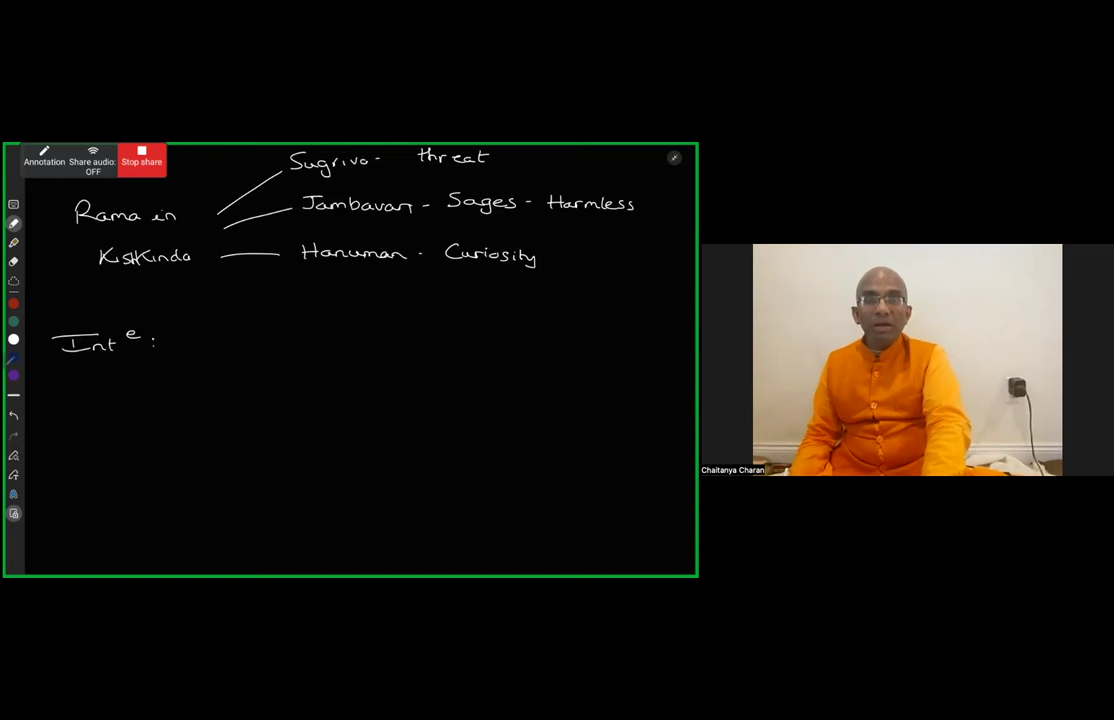 Annotation Share audio: OFF Stop share
Sugriva - threat
Rama in
Jambavan - Sages - Harmless
KishKinda
Hanuman - Curiosity
Int e :
Chaitanya Charan